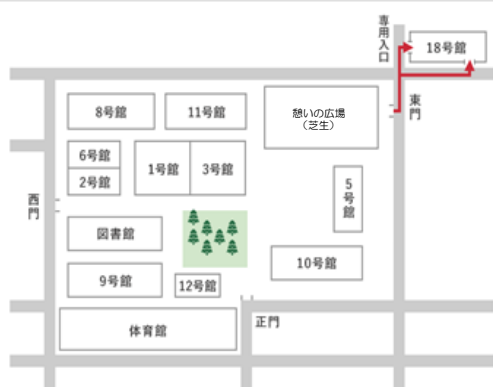 専用入口
18号館
8号館
11号館
憩いの広場
（芝生）
東門
6号館
2号館
1号館
3号館
5号館
西門
図書館
10号館
9号館
12号館
正門
体育館